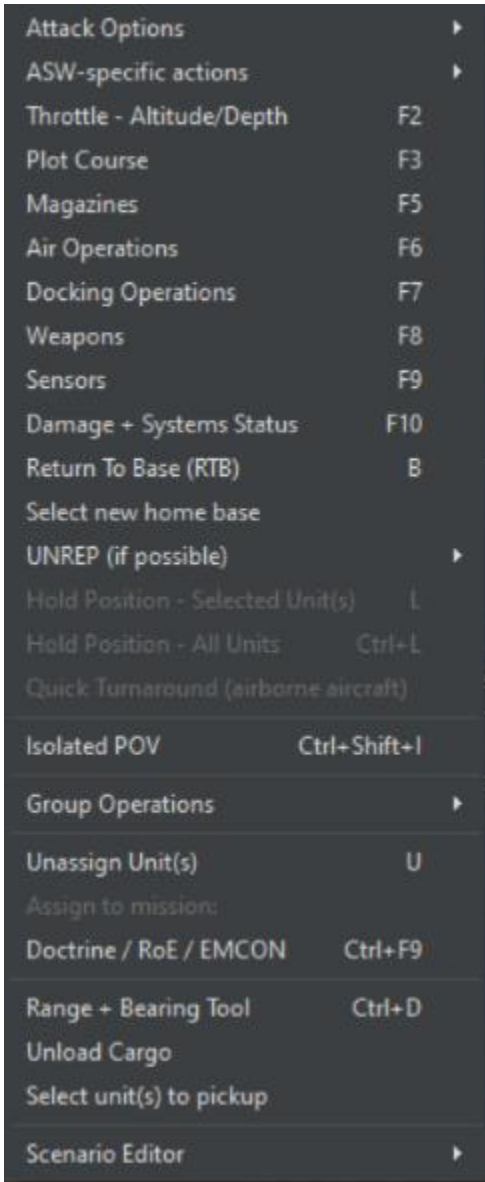 Attack Options
ASW-specific actions
Throttle - Altitude/Depth F2
Plot Course F3
Magazines F5
Air Operations F6
Docking Operations F7
Weapons F8
Sensors F9
Damage + Systems Status F10
Return To Base (RTB) B
Select new home base
UNREP (if possible)
Hold Position - Selected Unit(s) L
Hold Position - All Units Ctrl+L
Quick Turnaround (airborne aircraft)
Isolated POV Ctrl+Shift+I
Group Operations
Unassign Unit(s) U
Assign to mission:
Doctrine / RoE / EMCON Ctrl+F9
Range + Bearing Tool Ctrl+D
Unload Cargo
Select unit(s) to pickup
Scenario Editor